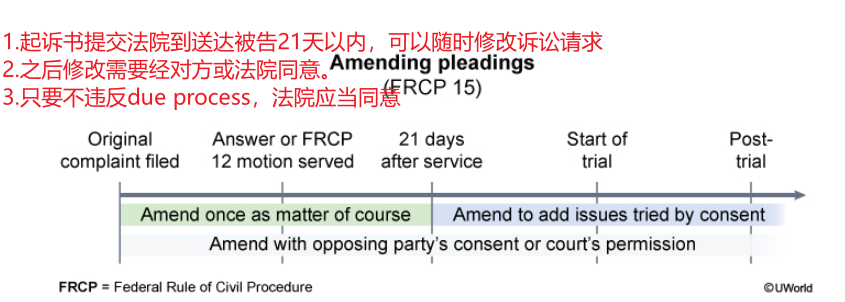 1.起诉书提交法院到送达被告21天以内，可以随时修改诉讼请求
2.之后修改需要经对方或法院同意。
Amending pleadings
3.只要不违反due process，法院应当同意
(FRCP 15)
Original complaint filed
Answer or FRCP 12 motion served
21 days after service
Start of trial
Post-trial
Amend once as matter of course
Amend to add issues tried by consent
Amend with opposing party's consent or court's permission
FRCP = Federal Rule of Civil Procedure
©UWorld